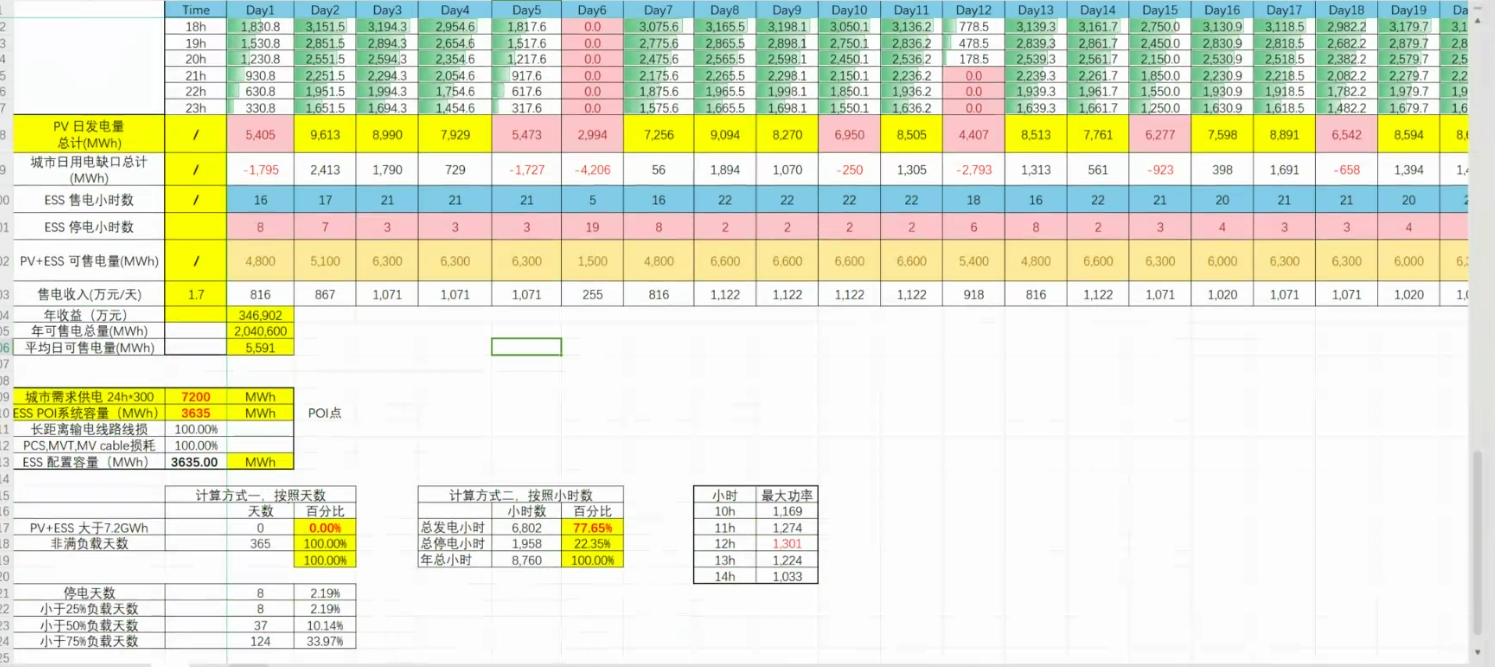 Time Day1 Day2 Day3 Day4 Day5 Day6 Day7 Day8 Day9 Day10 Day11 Day12 Day13 Day14 Day15 Day16 Day17 Day18 Day19 Da
18h 1,830.8 3,151.5 3,194.3 2,954.6 1,817.6 0.0 3,075.6 3,165.5 3,198.1 3,050.1 3,136.2 778.5 3,139.3 3,161.7 2,750.0 3,130.9 3,118.5 2,982.2 3,179.7 3,1
19h 1,530.8 2,851.5 2,894.3 2,654.6 1,517.6 0.0 2,775.6 2,865.5 2,898.1 2,750.1 2,836.2 478.5 2,839.3 2,861.7 2,450.0 2,830.9 2,818.5 2,682.2 2,879.7 2,8
20h 1,230.8 2,551.5 2,594.3 2,354.6 1,217.6 0.0 2,475.6 2,565.5 2,598.1 2,450.1 2,536.2 178.5 2,539.3 2,561.7 2,150.0 2,530.9 2,518.5 2,382.2 2,579.7 2,5
21h 930.8 2,251.5 2,294.3 2,054.6 917.6 0.0 2,175.6 2,265.5 2,298.1 2,150.1 2,236.2 0.0 2,239.3 2,261.7 1,850.0 2,230.9 2,218.5 2,082.2 2,279.7 2,2
22h 630.8 1,951.5 1,994.3 1,754.6 617.6 0.0 1,875.6 1,965.5 1,998.1 1,850.1 1,936.2 0.0 1,939.3 1,961.7 1,550.0 1,930.9 1,918.5 1,782.2 1,979.7 1,9
23h 330.8 1,651.5 1,694.3 1,454.6 317.6 0.0 1,575.6 1,665.5 1,698.1 1,550.1 1,636.2 0.0 1,639.3 1,661.7 1,250.0 1,630.9 1,618.5 1,482.2 1,679.7 1,6
PV 日发电量
总计(MWh) / 5,405 9,613 8,990 7,929 5,473 2,994 7,256 9,094 8,270 6,950 8,505 4,407 8,513 7,761 6,277 7,598 8,891 6,542 8,594
城市日用电缺口总计
(MWh) / -1,795 2,413 1,790 729 -1,727 -4,206 56 1,894 1,070 -250 1,305 -2,793 1,313 561 -923 398 1,691 -658 1,394
ESS 售电小时数 / 16 17 21 21 21 5 16 22 22 22 22 18 16 22 21 20 21 21 20
ESS 停电小时数 8 7 3 3 3 19 8 2 2 2 2 6 8 2 3 4 3 3 4
PV+ESS 可售电量(MWh) / 4,800 5,100 6,300 6,300 6,300 1,500 4,800 6,600 6,600 6,600 6,600 5,400 4,800 6,600 6,300 6,000 6,300 6,300 6,000
售电收入(万元/天) 1.7 816 867 1,071 1,071 1,071 255 816 1,122 1,122 1,122 1,122 918 816 1,122 1,071 1,020 1,071 1,071 1,020
年收益（万元） 346,902
年可售电总量(MWh) 2,040,600
平均日可售电量(MWh) 5,591
城市需求供电 24h*300 7200 MWh
ESS POI系统容量（MWh） 3635 MWh POI点
长距离输电线路线损 100.00%
PCS,MVT,MV cable损耗 100.00%
ESS 配置容量（MWh） 3635.00 MWh
计算方式一，按照天数 计算方式二，按照小时数 小时 最大功率
天数 百分比 小时数 百分比 10h 1,169
PV+ESS 大于7.2GWh 0 0.00% 总发电小时 6,802 77.65% 11h 1,274
非满负载天数 365 100.00% 总停电小时 1,958 22.35% 12h 1,301
100.00% 年总小时 8,760 100.00% 13h 1,224
14h 1,033
停电天数 8 2.19%
小于25%负载天数 8 2.19%
小于50%负载天数 37 10.14%
小于75%负载天数 124 33.97%